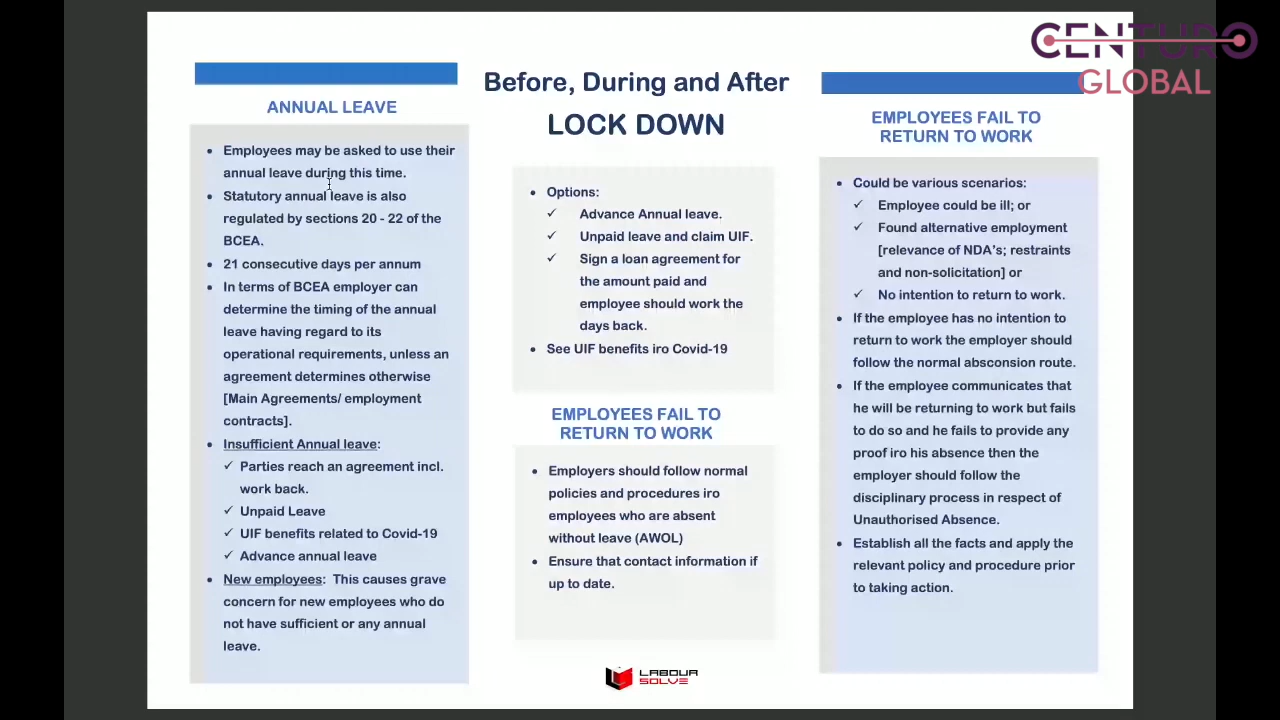 CENTURO
GLOBAL
ANNUAL LEAVE
• Employees may be asked to use their
annual leave during this time.
• Statutory annual leave is also
regulated by sections 20 - 22 of the
BCEA.
• 21 consecutive days per annum
• In terms of BCEA employer can
determine the timing of the annual
leave having regard to its
operational requirements, unless an
agreement determines otherwise
[Main Agreements/ employment
contracts].
• Insufficient Annual leave:
✓ Parties reach an agreement incl.
work back.
✓ Unpaid Leave
✓ UIF benefits related to Covid-19
✓ Advance annual leave
• New employees: This causes grave
concern for new employees who do
not have sufficient or any annual
leave.
Before, During and After
LOCK DOWN
• Options:
✓ Advance Annual leave.
✓ Unpaid leave and claim UIF.
✓ Sign a loan agreement for
the amount paid and
employee should work the
days back.
• See UIF benefits iro Covid-19
EMPLOYEES FAIL TO
RETURN TO WORK
• Employers should follow normal
policies and procedures iro
employees who are absent
without leave (AWOL)
• Ensure that contact information if
up to date.
LABOUR
SOLVE
EMPLOYEES FAIL TO
RETURN TO WORK
• Could be various scenarios:
✓ Employee could be ill; or
✓ Found alternative employment
[relevance of NDA's; restraints
and non-solicitation] or
✓ No intention to return to work.
• If the employee has no intention to
return to work the employer should
follow the normal absconsion route.
• If the employee communicates that
he will be returning to work but fails
to do so and he fails to provide any
proof iro his absence then the
employer should follow the
disciplinary process in respect of
Unauthorised Absence.
• Establish all the facts and apply the
relevant policy and procedure prior
to taking action.